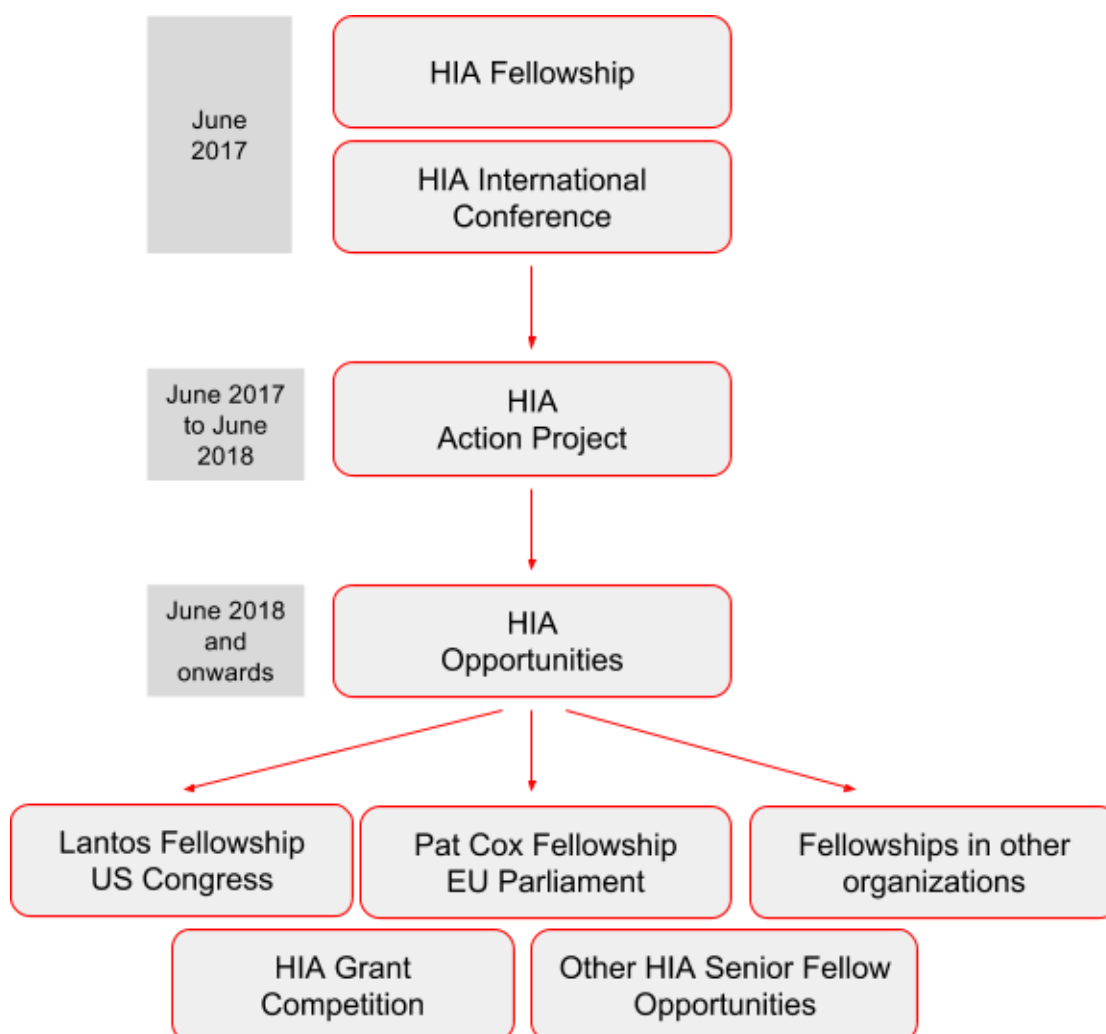 June
2017
HIA Fellowship
HIA International
Conference
June 2017
to June
2018
HIA
Action Project
June 2018
and
onwards
HIA
Opportunities
Lantos Fellowship
US Congress
Pat Cox Fellowship
EU Parliament
Fellowships in other
organizations
HIA Grant
Competition
Other HIA Senior Fellow
Opportunities